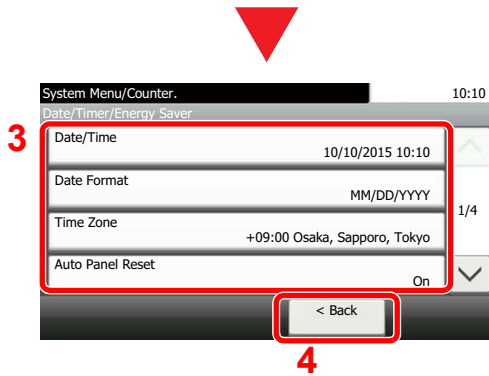 System Menu/Counter. 10:10
Date/Timer/Energy Saver
3
Date/Time
10/10/2015 10:10
Date Format
MM/DD/YYYY
1/4
Time Zone
+09:00 Osaka, Sapporo, Tokyo
Auto Panel Reset
On
< Back
4